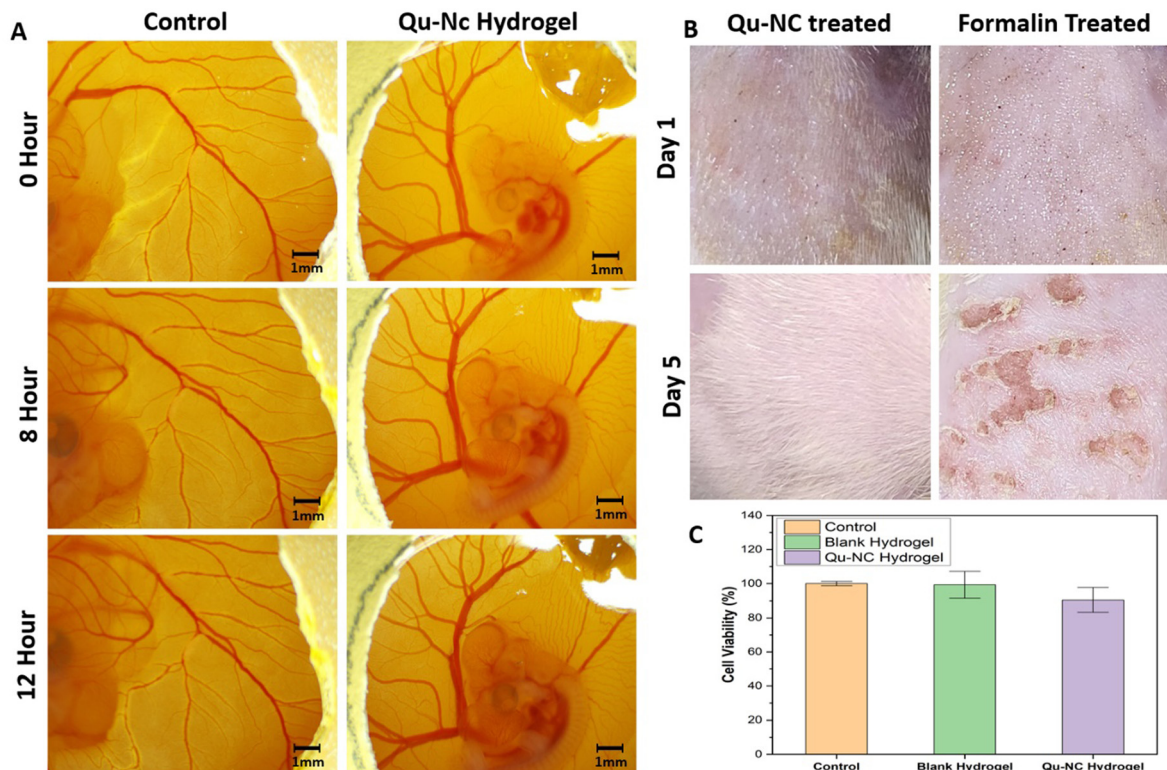 A
Control
Qu-Nc Hydrogel
0 Hour
1mm
1mm
8 Hour
1mm
1mm
12 Hour
1mm
1mm
B
Qu-NC treated
Formalin Treated
Day 1
Day 5
C
Control
Blank Hydrogel
Qu-NC Hydrogel
Cell Viability (%)
140
120
100
80
60
40
20
0
Control
Blank Hydrogel
Qu-NC Hydrogel